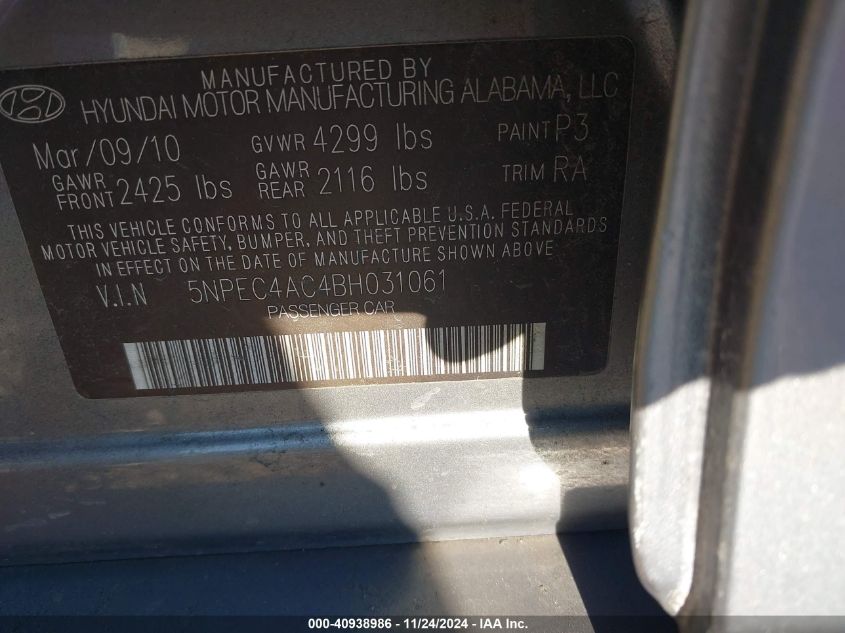 MANUFACTURED BY
HYUNDAI MOTOR MANUFACTURING ALABAMA, LLC
Mar/09/10 GVWR 4299 lbs PAINT P3
GAWR FRONT 2425 lbs GAWR REAR 2116 lbs TRIM RA
THIS VEHICLE CONFORMS TO ALL APPLICABLE U.S.A. FEDERAL
MOTOR VEHICLE SAFETY, BUMPER, AND THEFT PREVENTION STANDARDS
IN EFFECT ON THE DATE OF MANUFACTURE SHOWN ABOVE
V.I.N 5NPEC4AC4BH031061
PASSENGER CAR
000-40938986 - 11/24/2024 - IAA Inc.